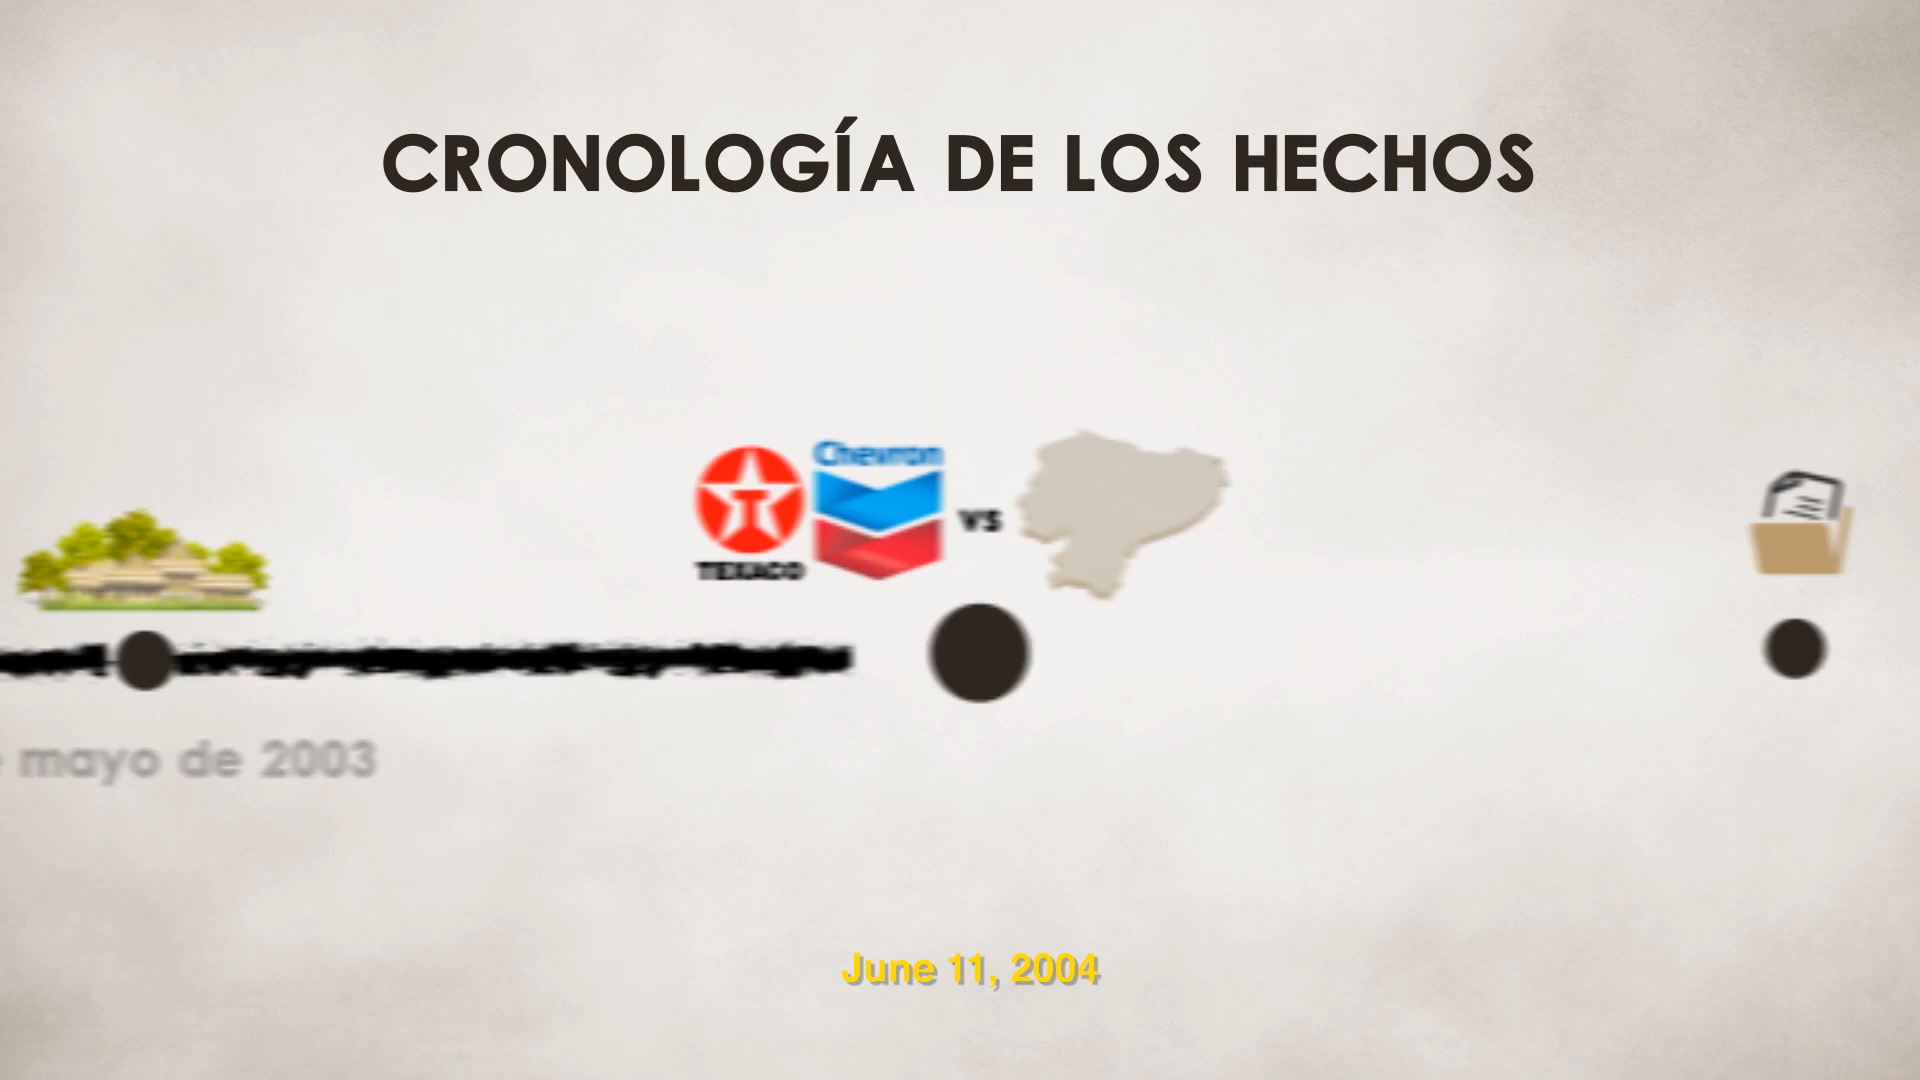 CRONOLOGÍA DE LOS HECHOS
Chevron
vs
TEXACO
mayo de 2003
June 11, 2004